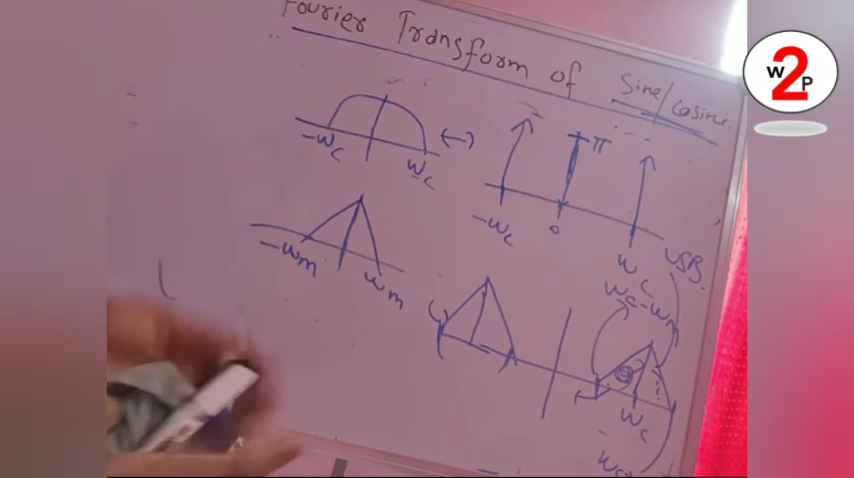 Fourier Transform of Sine/Cosine.
w2P
-Wc Wc
π
-Wc 0 Wc
-Wm Wm
USB.
Wc-Wm
Wc